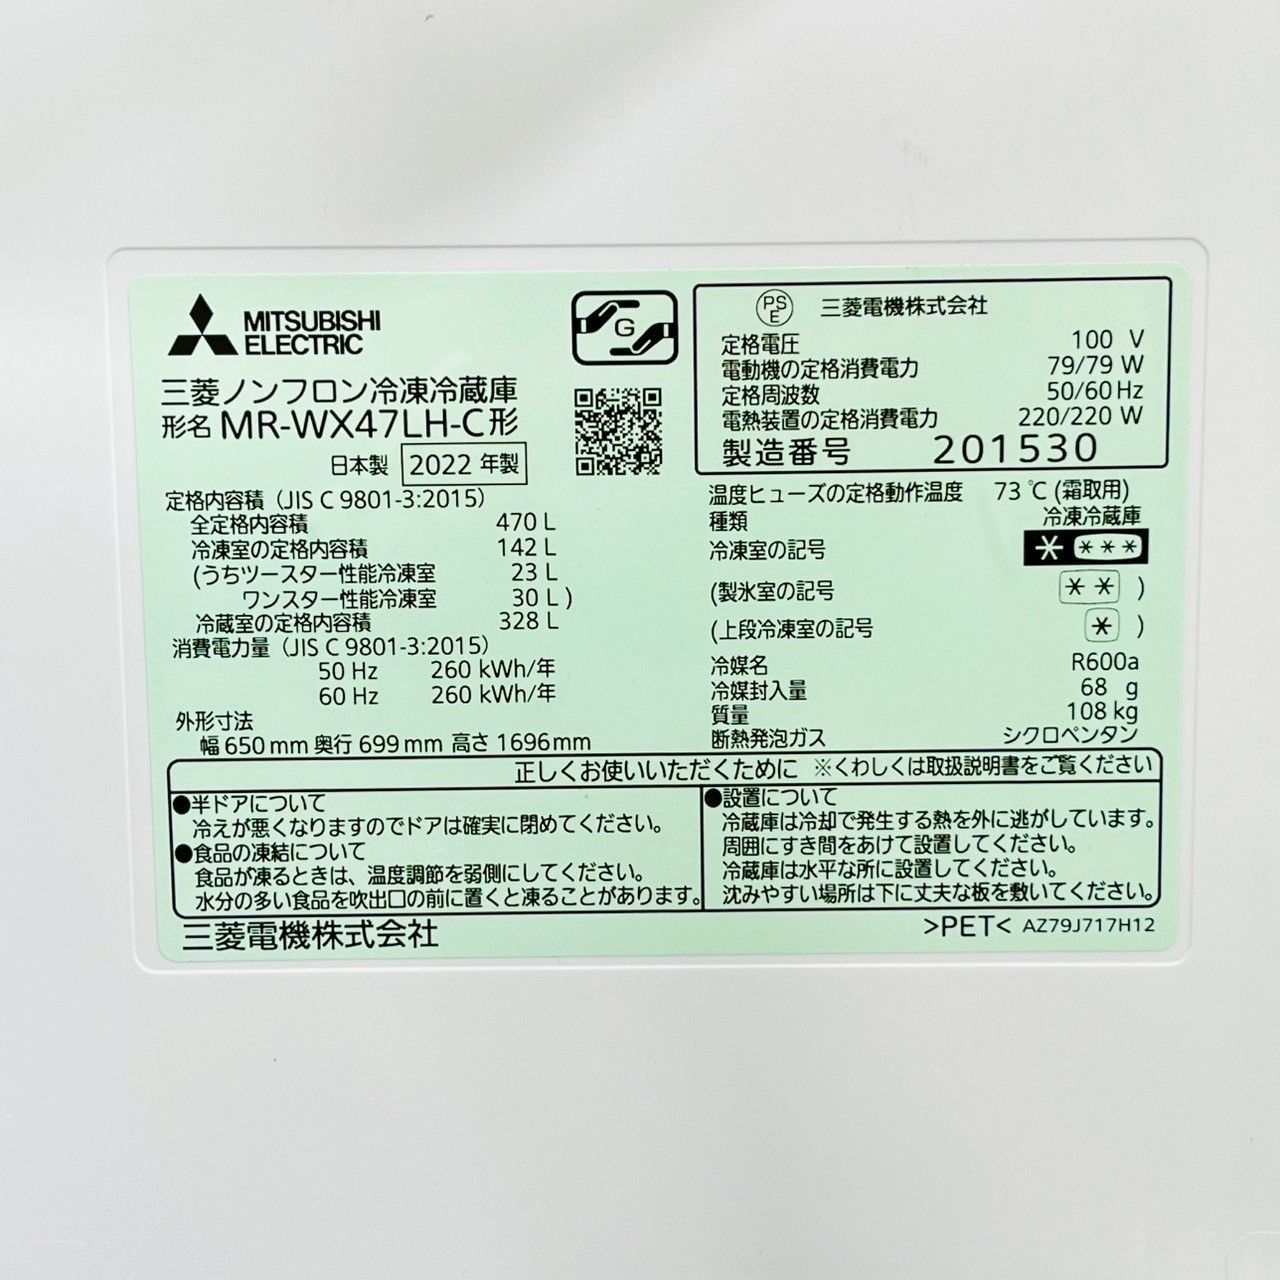 MITSUBISHI
ELECTRIC
G
三菱ノンフロン冷凍冷蔵庫
形名 MR-WX47LH-C形
日本製 2022 年製
定格内容積（JIS C 9801-3:2015）
全定格内容積 470 L
冷凍室の定格内容積 142 L
(うちツースター性能冷凍室 23 L
ワンスター性能冷凍室 30 L )
冷蔵室の定格内容積 328 L
消費電力量（JIS C 9801-3:2015）
50 Hz 260 kWh/年
60 Hz 260 kWh/年
外形寸法
幅 650 mm 奥行 699 mm 高さ 1696 mm
PS E 三菱電機株式会社
定格電圧 100 V
電動機の定格消費電力 79/79 W
定格周波数 50/60 Hz
電熱装置の定格消費電力 220/220 W
製造番号 201530
温度ヒューズの定格動作温度 73 ℃ (霜取用)
種類 冷凍冷蔵庫
冷凍室の記号 * ***
(製氷室の記号 ** )
(上段冷凍室の記号 * )
冷媒名 R600a
冷媒封入量 68 g
質量 108 kg
断熱発泡ガス シクロペンタン
正しくお使いいただくために ※くわしくは取扱説明書をご覧ください
●半ドアについて
冷えが悪くなりますのでドアは確実に閉めてください。
●食品の凍結について
食品が凍るときは、温度調節を弱側にしてください。
水分の多い食品を吹出口の前に置くと凍ることがあります。
●設置について
冷蔵庫は冷却で発生する熱を外に逃がしています。
周囲にすき間をあけて設置してください。
冷蔵庫は水平な所に設置してください。
沈みやすい場所は下に丈夫な板を敷いてください。
三菱電機株式会社
>PET< AZ79J717H12